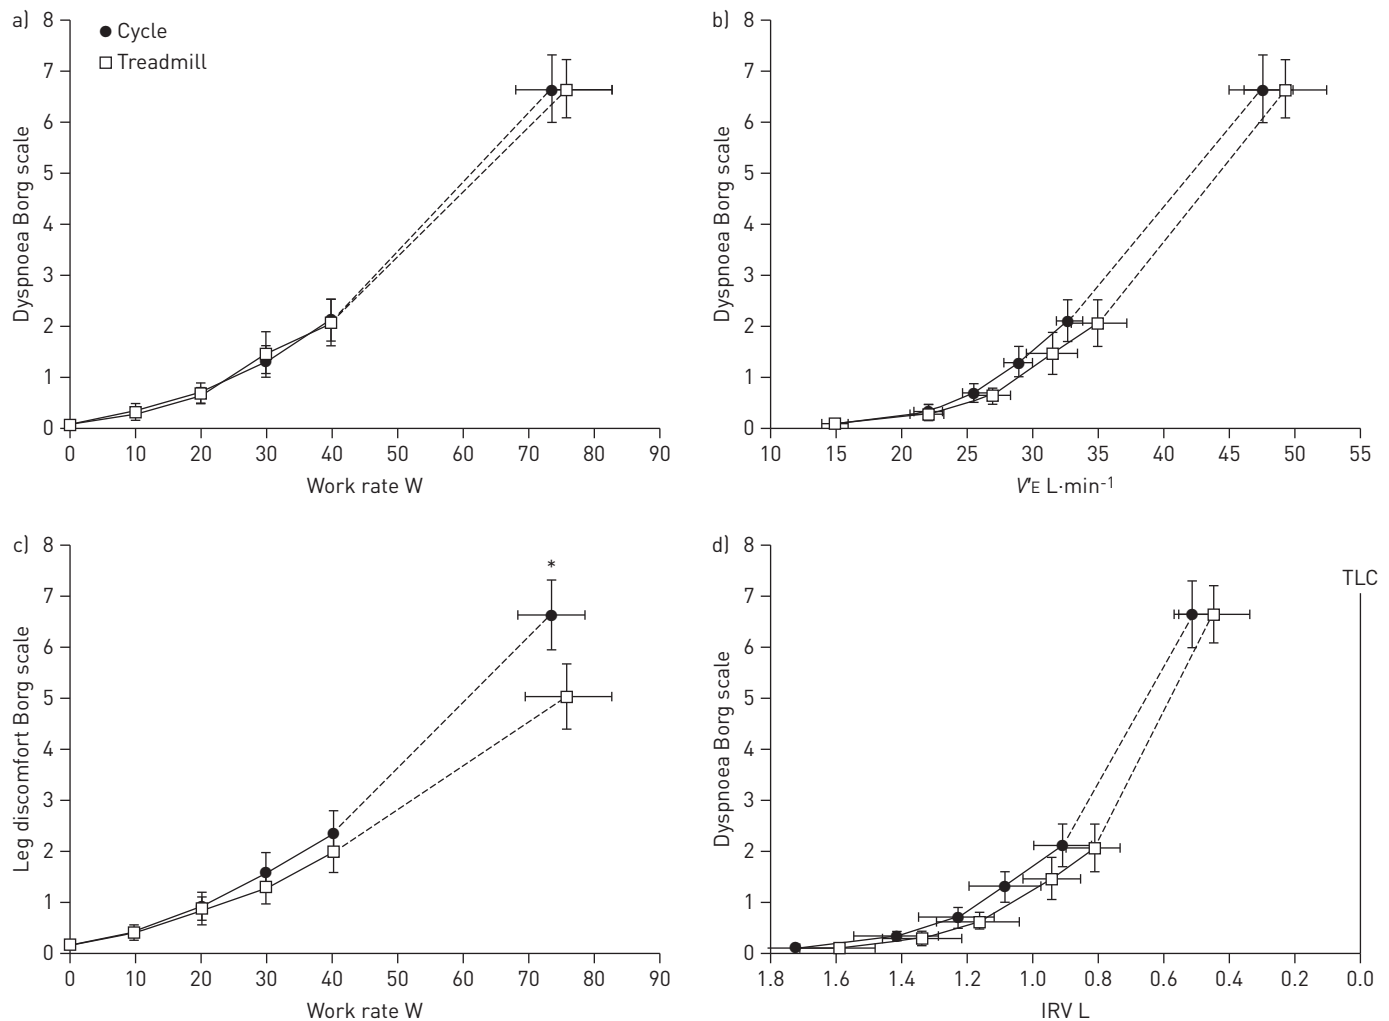 a)
Cycle
Treadmill
Dyspnoea Borg scale
8
7
6
5
4
3
2
1
0
0 10 20 30 40 50 60 70 80 90
Work rate W
b)
Dyspnoea Borg scale
8
7
6
5
4
3
2
1
0
10 15 20 25 30 35 40 45 50 55
V'E L·min-1
c)
Leg discomfort Borg scale
8
7
6
5
4
3
2
1
0
*
0 10 20 30 40 50 60 70 80 90
Work rate W
d)
Dyspnoea Borg scale
8
7
6
5
4
3
2
1
0
TLC
1.8 1.6 1.4 1.2 1.0 0.8 0.6 0.4 0.2 0.0
IRV L